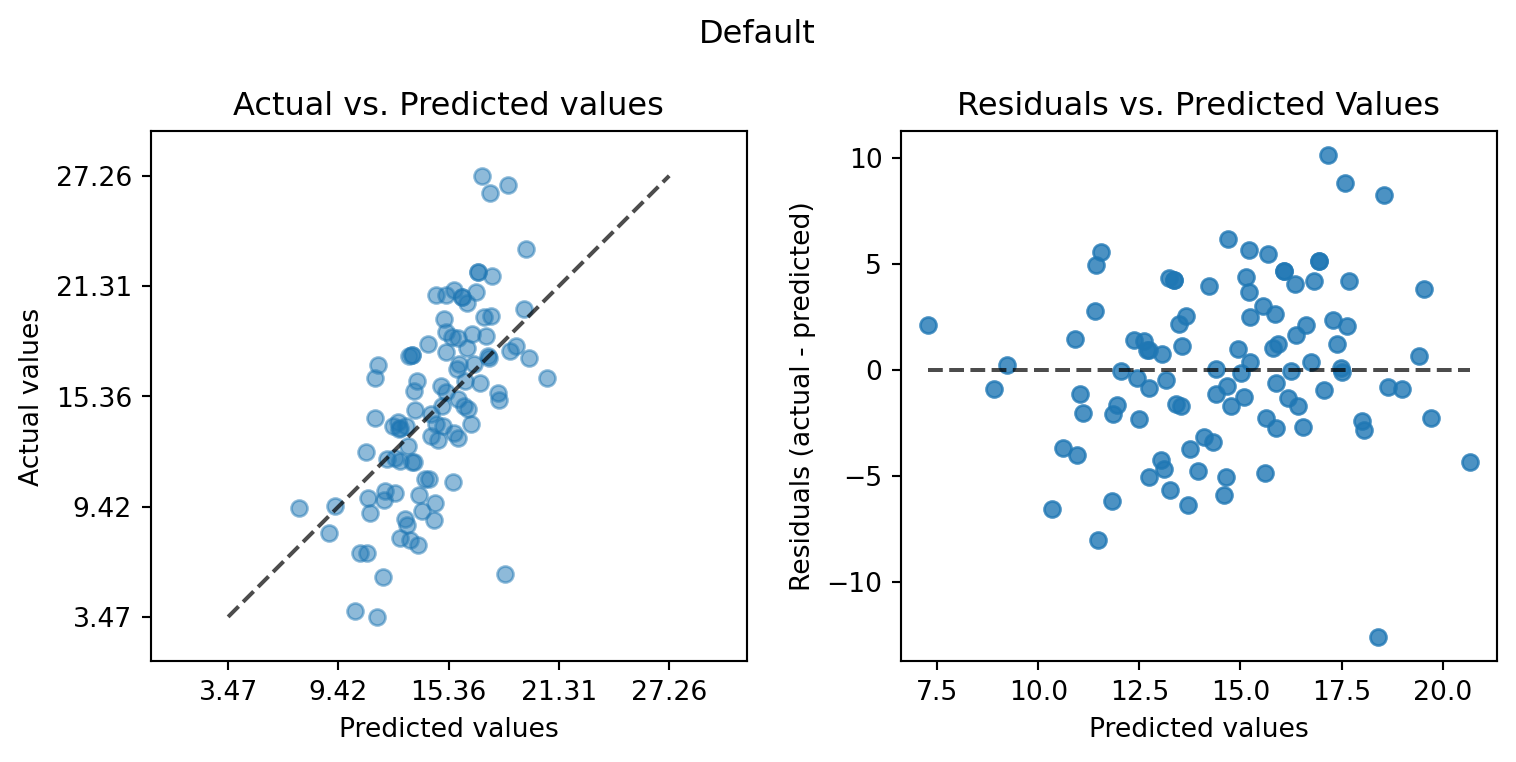 Default
Actual vs. Predicted values
27.26
21.31
15.36
9.42
3.47
Actual values
3.47 9.42 15.36 21.31 27.26
Predicted values
Residuals vs. Predicted Values
10
5
0
−5
−10
Residuals (actual - predicted)
7.5 10.0 12.5 15.0 17.5 20.0
Predicted values